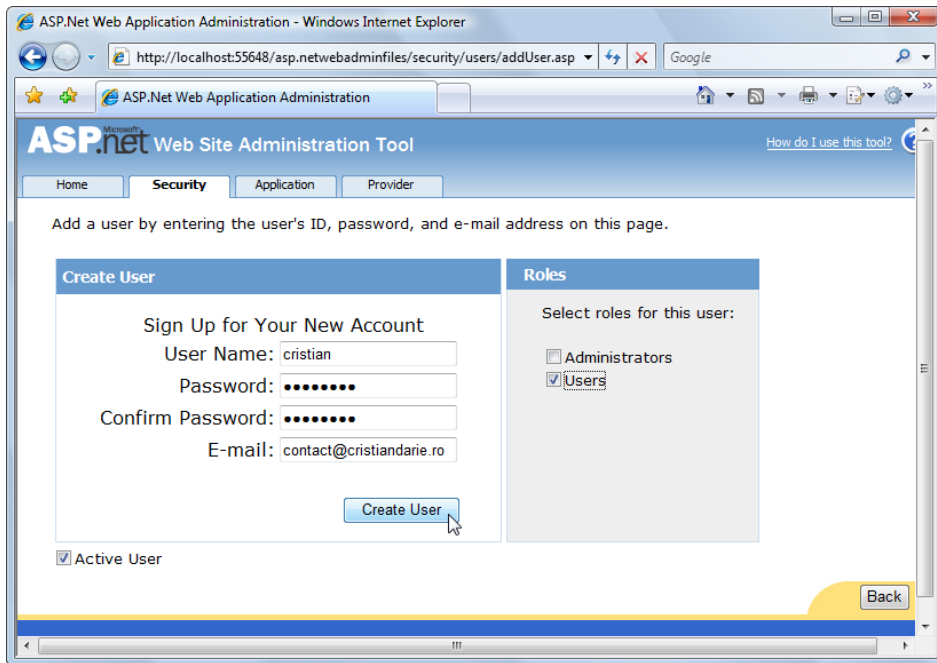 ASP.Net Web Application Administration - Windows Internet Explorer
http://localhost:55648/asp.netwebadminfiles/security/users/addUser.asp
Google
ASP.Net Web Application Administration
Microsoft
ASP.net Web Site Administration Tool
How do I use this tool?
Home Security Application Provider
Add a user by entering the user's ID, password, and e-mail address on this page.
Create User
Sign Up for Your New Account
User Name: cristian
Password: ••••••••
Confirm Password: ••••••••
E-mail: contact@cristiandarie.ro
Create User
Active User
Roles
Select roles for this user:
Administrators
Users
Back